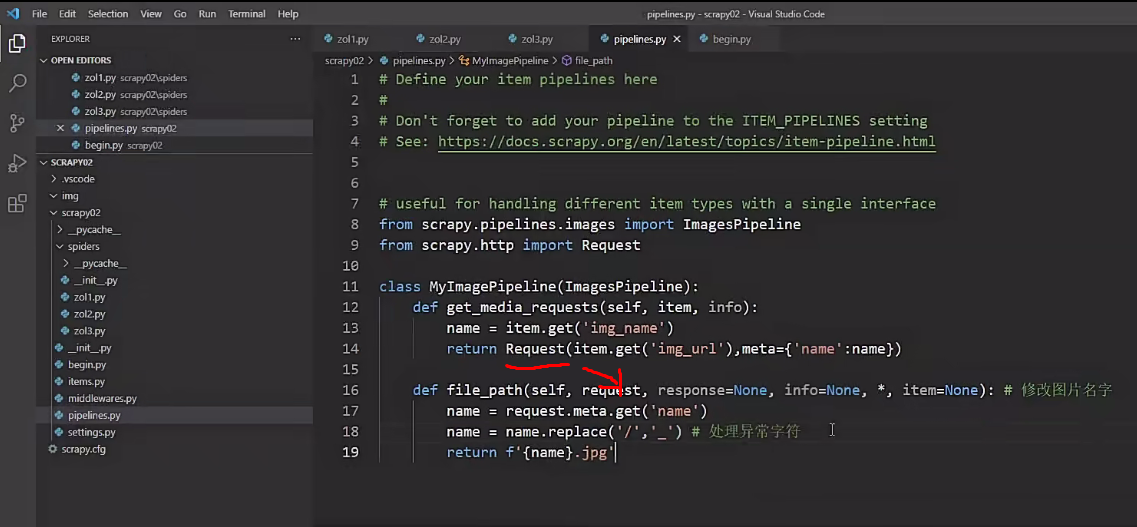 File Edit Selection View Go Run Terminal Help
pipelines.py - scrapy02 - Visual Studio Code
EXPLORER ···
zol1.py zol2.py zol3.py pipelines.py × begin.py
OPEN EDITORS
zol1.py scrapy02\spiders
zol2.py scrapy02\spiders
zol3.py scrapy02\spiders
× pipelines.py scrapy02
begin.py scrapy02
SCRAPY02
> .vscode
img
scrapy02
> __pycache__
spiders
> __pycache__
__init__.py
zol1.py
zol2.py
zol3.py
__init__.py
begin.py
items.py
middlewares.py
pipelines.py
settings.py
scrapy.cfg
scrapy02 > pipelines.py > MyImagePipeline > file_path
1 # Define your item pipelines here
2 #
3 # Don't forget to add your pipeline to the ITEM_PIPELINES setting
4 # See: https://docs.scrapy.org/en/latest/topics/item-pipeline.html
5
6
7 # useful for handling different item types with a single interface
8 from scrapy.pipelines.images import ImagesPipeline
9 from scrapy.http import Request
10
11 class MyImagePipeline(ImagesPipeline):
12 def get_media_requests(self, item, info):
13 name = item.get('img_name')
14 return Request(item.get('img_url'),meta={'name':name})
15
16 def file_path(self, request, response=None, info=None, *, item=None): # 修改图片名字
17 name = request.meta.get('name')
18 name = name.replace('/','_') # 处理异常字符
19 return f'{name}.jpg'